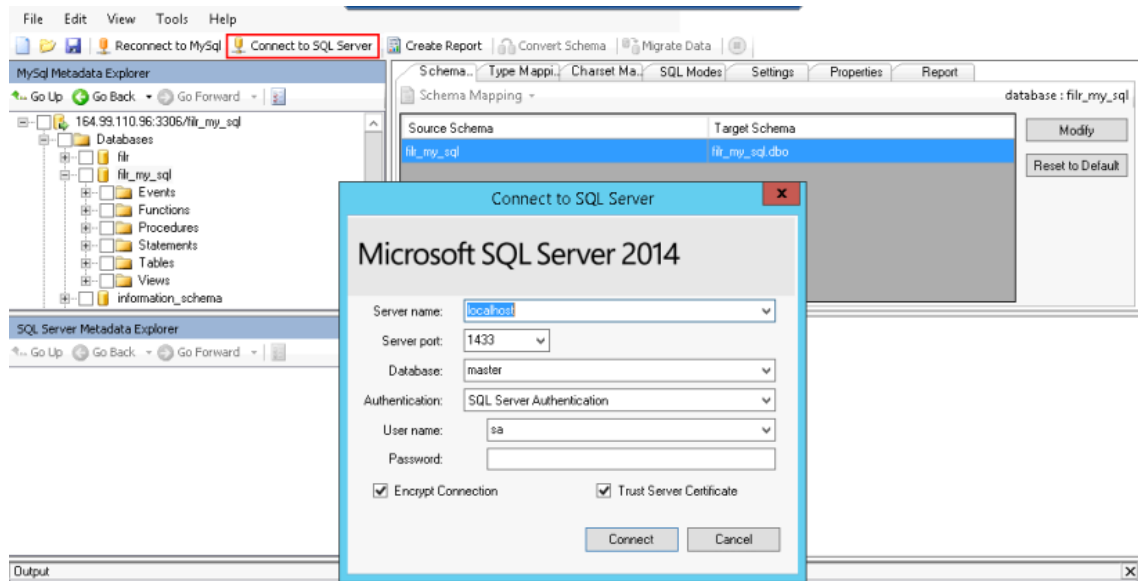 File Edit View Tools Help
Reconnect to MySql Connect to SQL Server Create Report Convert Schema Migrate Data
MySql Metadata Explorer
Go Up Go Back Go Forward
164.99.110.96:3306/filr_my_sql
Databases
filr
filr_my_sql
Events
Functions
Procedures
Statements
Tables
Views
information_schema
Schema... Type Mappi... Charset Ma... SQL Modes Settings Properties Report
Schema Mapping database : filr_my_sql
Source Schema Target Schema
filr_my_sql filr_my_sql.dbo
Modify
Reset to Default
SQL Server Metadata Explorer
Go Up Go Back Go Forward
Connect to SQL Server x
Microsoft SQL Server 2014
Server name: localhost
Server port: 1433
Database: master
Authentication: SQL Server Authentication
User name: sa
Password:
Encrypt Connection Trust Server Certificate
Connect Cancel
Output